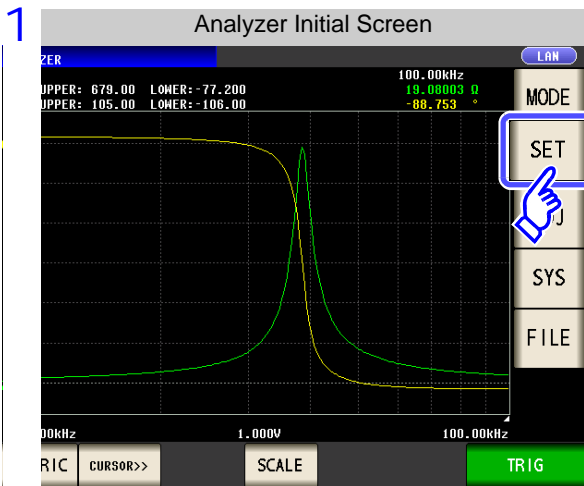 1
Analyzer Initial Screen
ZER
LAN
100.00kHz
UPPER: 679.00 LOWER:-77.200 19.08003 Ω
UPPER: 105.00 LOWER:-106.00 -88.753 °
MODE
SET
SYS
FILE
00kHz 1.000V 100.00kHz
RIC CURSOR>> SCALE TRIG